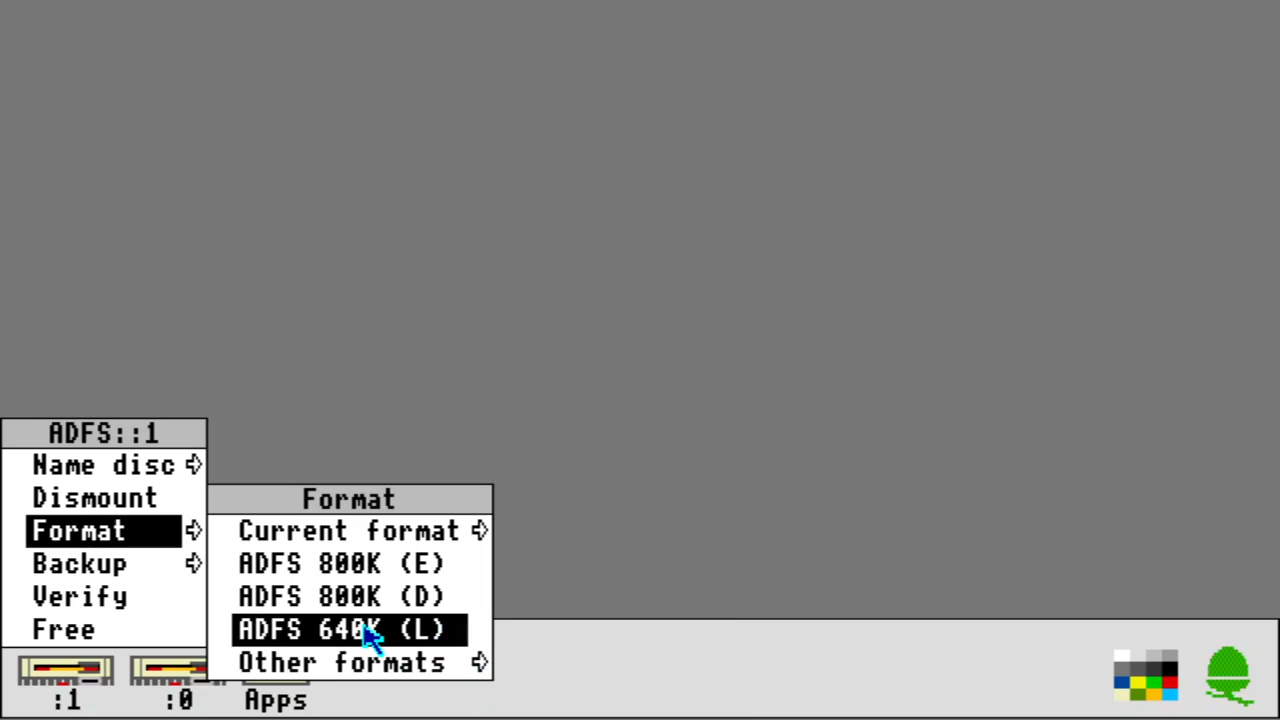 ADFS::1
Name disc
Dismount
Format
Backup
Verify
Free
Format
Current format
ADFS 800K (E)
ADFS 800K (D)
ADFS 640K (L)
Other formats
:1
:0
Apps